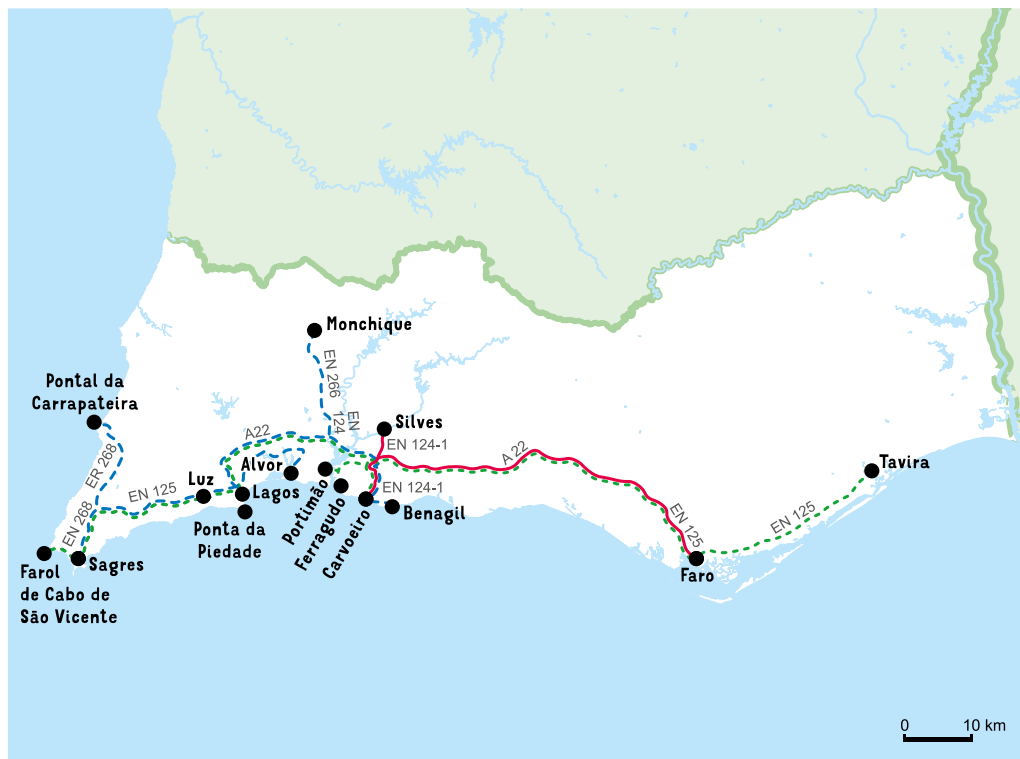 Monchique
EN 266
EN
124
Pontal da
Carrapateira
ER 268
Silves
EN 124-1
A22
A 22
Alvor
Luz
EN 125
Lagos
Tavira
EN 125
EN 125
EN 124-1
Benagil
Portimão
Ferragudo
Carvoeiro
Ponta da
Piedade
EN 268
Sagres
Farol
de Cabo de
São Vicente
Faro
0 10 km